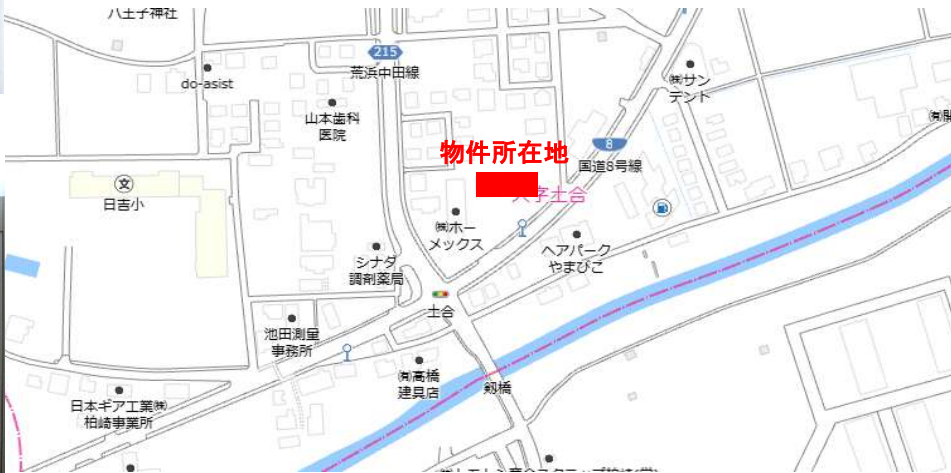 八王子神社
215
荒浜中田線
do-asist
㈱サン
テント
山本歯科
医院
8
国道8号線
物件所在地
大字土合
文
日吉小
㈱ホー
メックス
シナダ
調剤薬局
ヘアパーク
やまびこ
土合
池田測量
事務所
㈲高橋
建具店
剱橋
日本ギア工業㈱
柏崎事業所